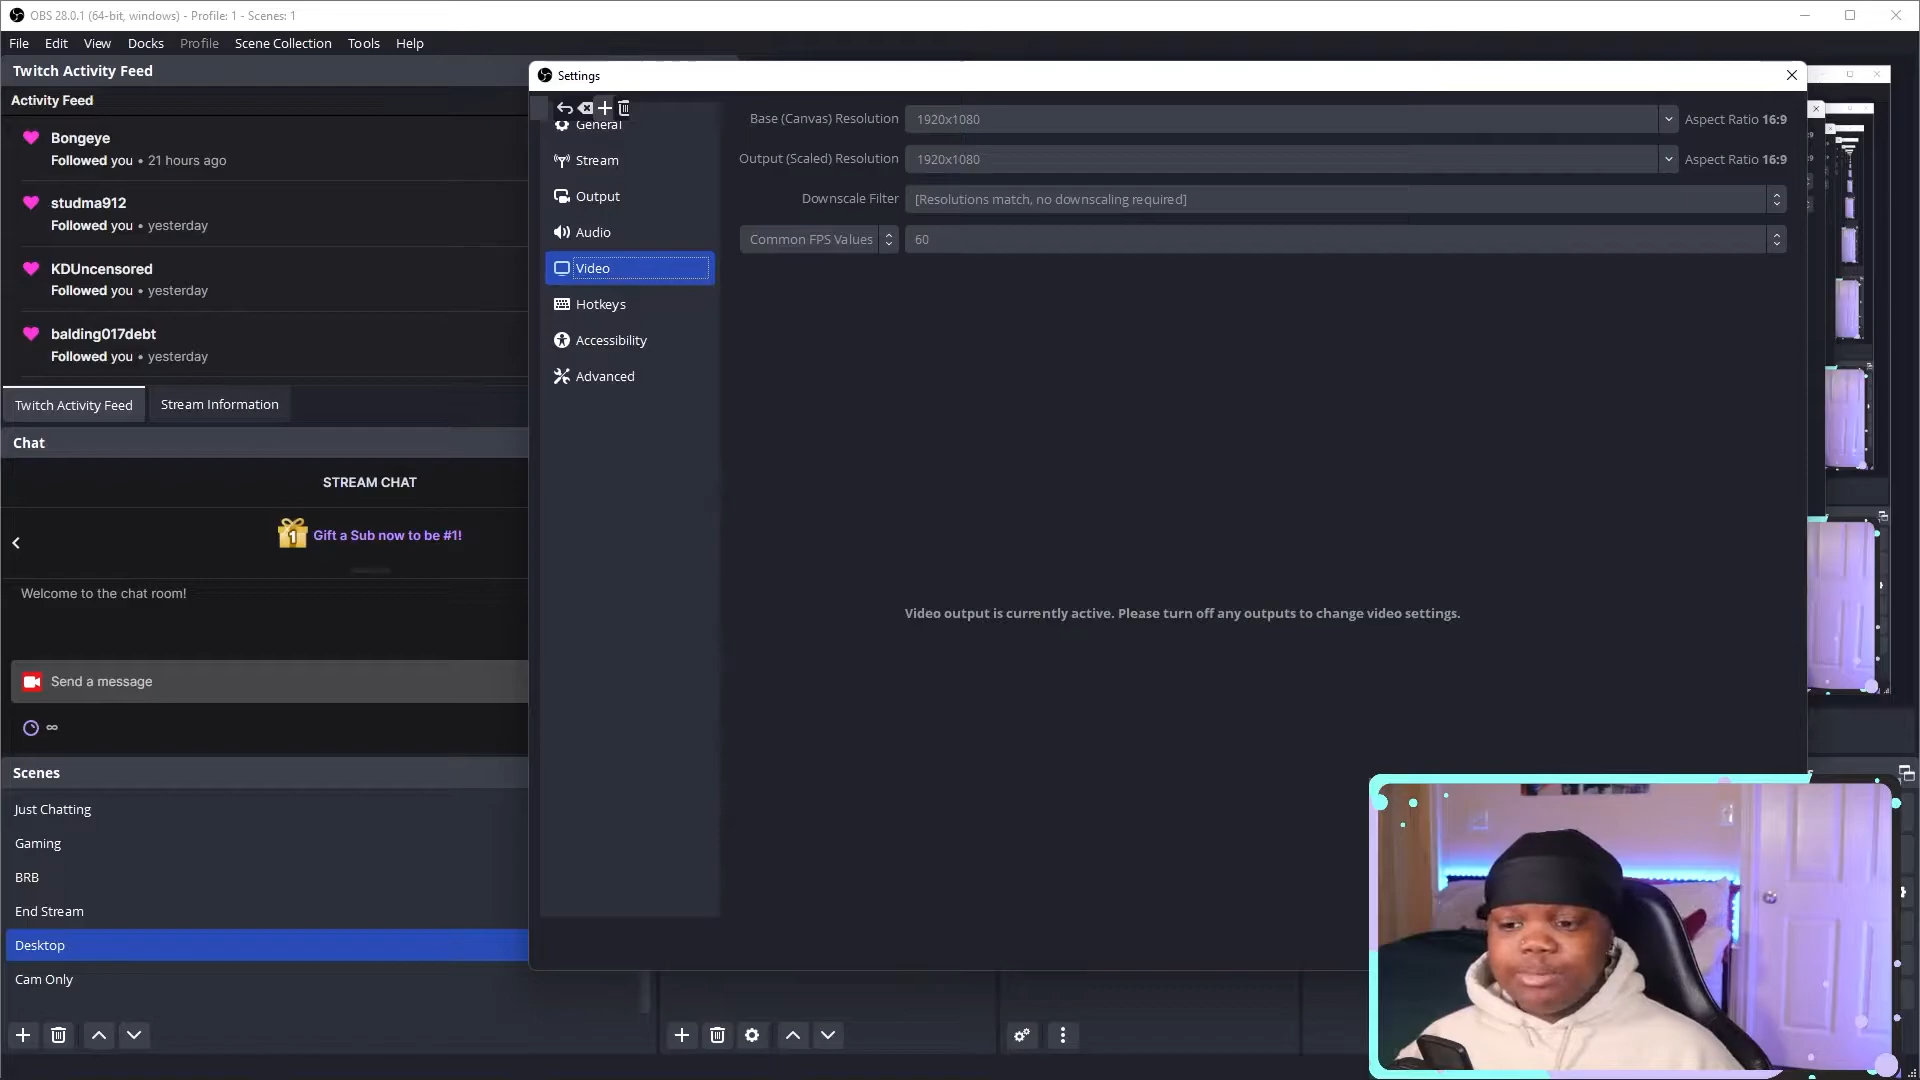 OBS 28.0.1 (64-bit, windows) - Profile: 1 - Scenes: 1
File Edit View Docks Profile Scene Collection Tools Help
Twitch Activity Feed
Activity Feed
Bongeye
Followed you • 21 hours ago
studma912
Followed you • yesterday
KDUncensored
Followed you • yesterday
balding017debt
Followed you • yesterday
Twitch Activity Feed Stream Information
Chat
STREAM CHAT
1 Gift a Sub now to be #1!
Welcome to the chat room!
Send a message
∞
Scenes
Just Chatting
Gaming
BRB
End Stream
Desktop
Cam Only
Settings
General
Stream
Output
Audio
Video
Hotkeys
Accessibility
Advanced
Base (Canvas) Resolution 1920x1080 Aspect Ratio 16:9
Output (Scaled) Resolution 1920x1080 Aspect Ratio 16:9
Downscale Filter [Resolutions match, no downscaling required]
Common FPS Values 60
Video output is currently active. Please turn off any outputs to change video settings.